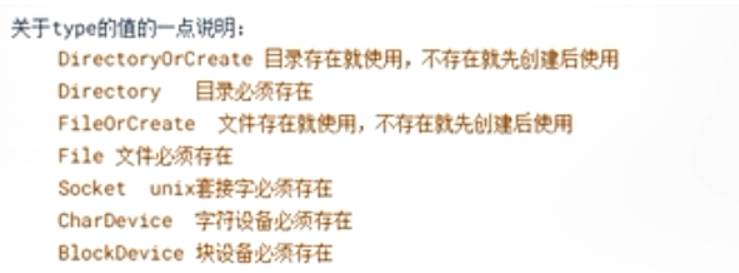 关于type的值的一点说明:
DirectoryOrCreate 目录存在就使用，不存在就先创建后使用
Directory 目录必须存在
FileOrCreate 文件存在就使用，不存在就先创建后使用
File 文件必须存在
Socket unix套接字必须存在
CharDevice 字符设备必须存在
BlockDevice 块设备必须存在